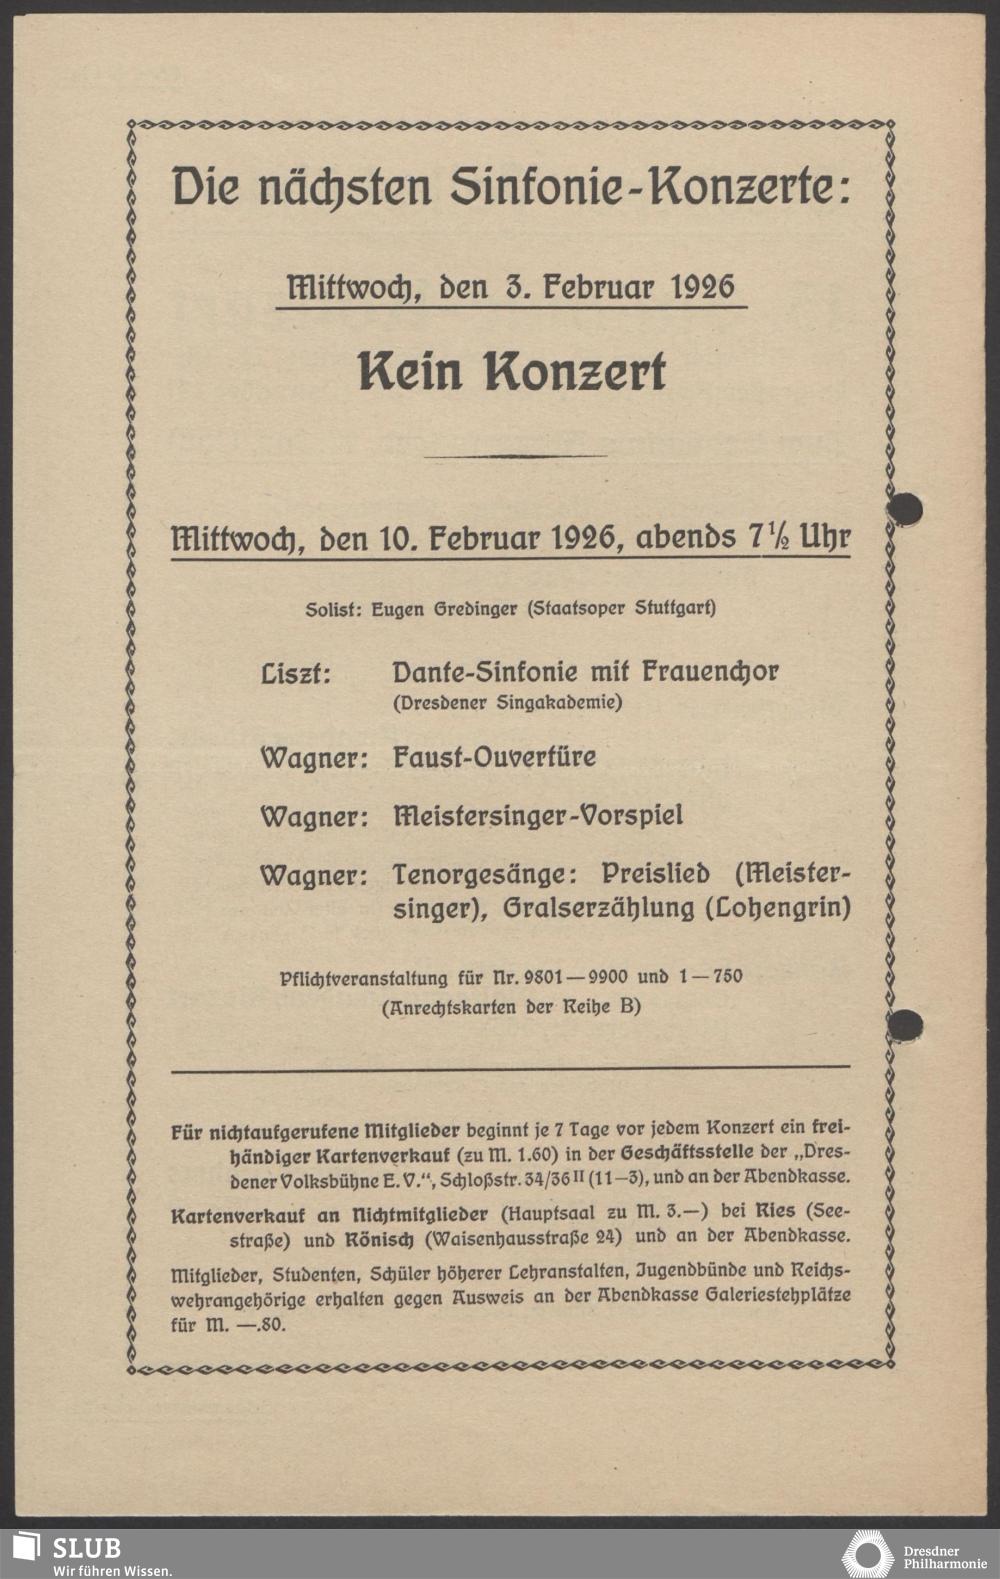 Die nächsten Sinfonie-Konzerte:
Mittwoch, den 3. Februar 1926
Kein Konzert
Mittwoch, den 10. Februar 1926, abends 7½ Uhr
Solist: Eugen Gredinger (Staatsoper Stuttgart)
Liszt: Dante-Sinfonie mit Frauenchor
(Dresdener Singakademie)
Wagner: Faust-Ouvertüre
Wagner: Meistersinger-Vorspiel
Wagner: Tenorgesänge: Preislied (Meister-
singer), Gralserzählung (Lohengrin)
Pflichtveranstaltung für Nr. 9801—9900 und 1—750
(Anrechtskarten der Reihe B)
Für nichtaufgerufene Mitglieder beginnt je 7 Tage vor jedem Konzert ein frei-
händiger Kartenverkauf (zu M. 1.60) in der Geschäftsstelle der „Dres-
dener Volksbühne E. V.“, Schloßstr. 34/36 II (11—3), und an der Abendkasse.
Kartenverkauf an Nichtmitglieder (Hauptsaal zu M. 3.—) bei Ries (See-
straße) und Rönisch (Waisenhausstraße 24) und an der Abendkasse.
Mitglieder, Studenten, Schüler höherer Lehranstalten, Jugendbünde und Reichs-
wehrangehörige erhalten gegen Ausweis an der Abendkasse Galeriestehplätze
für M. —.80.
SLUB
Wir führen Wissen.
Dresdner
Philharmonie